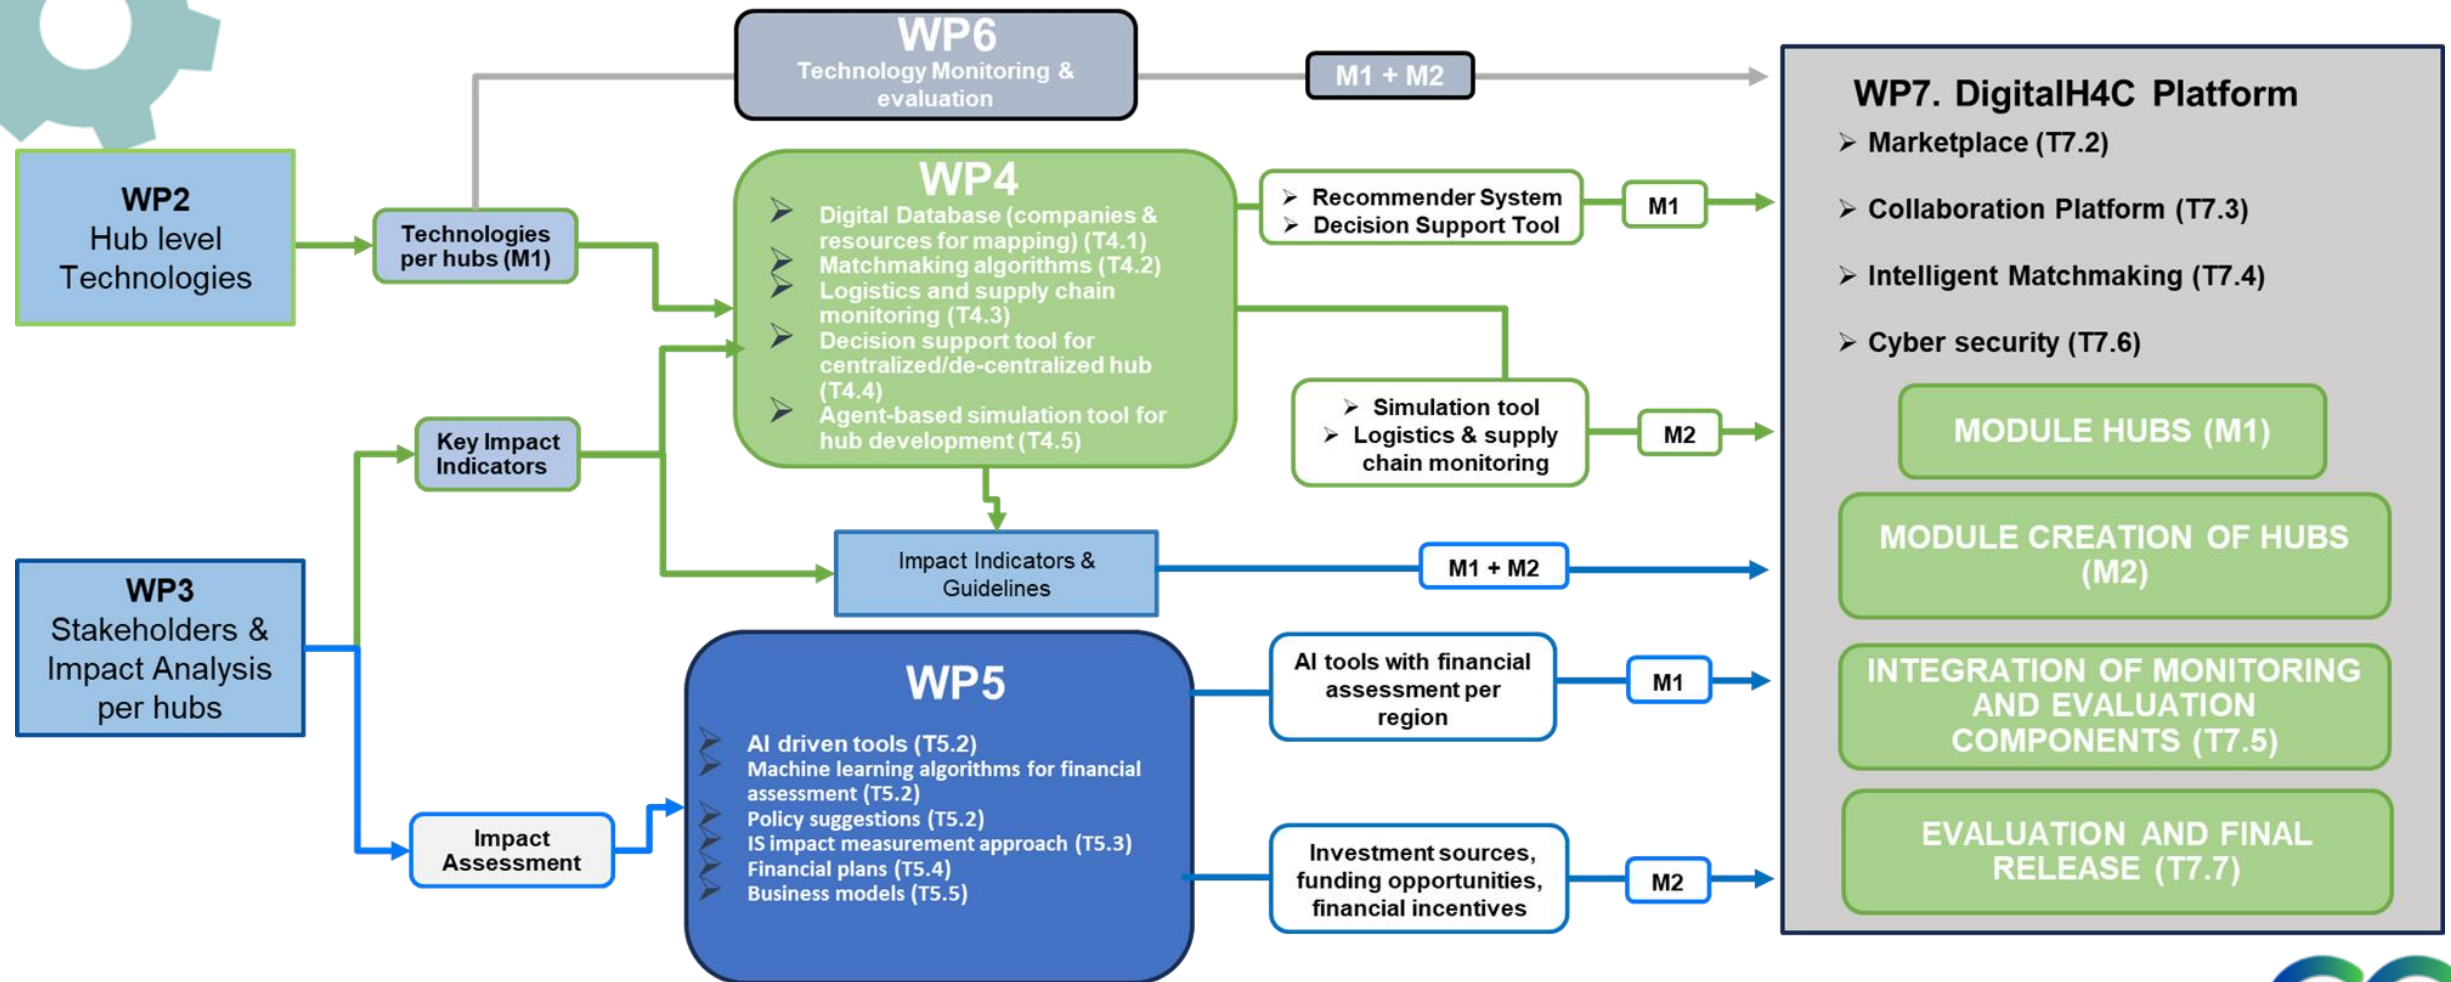 WP6
Technology Monitoring &
evaluation
M1 + M2
WP2
Hub level
Technologies
Technologies
per hubs (M1)
WP4
➢ Digital Database (companies &
resources for mapping) (T4.1)
➢ Matchmaking algorithms (T4.2)
➢ Logistics and supply chain
monitoring (T4.3)
➢ Decision support tool for
centralized/de-centralized hub
(T4.4)
➢ Agent-based simulation tool for
hub development (T4.5)
➢ Recommender System
➢ Decision Support Tool
M1
➢ Simulation tool
➢ Logistics & supply
chain monitoring
M2
Key Impact
Indicators
Impact Indicators &
Guidelines
M1 + M2
WP3
Stakeholders &
Impact Analysis
per hubs
Impact
Assessment
WP5
➢ AI driven tools (T5.2)
➢ Machine learning algorithms for financial
assessment (T5.2)
➢ Policy suggestions (T5.2)
➢ IS impact measurement approach (T5.3)
➢ Financial plans (T5.4)
➢ Business models (T5.5)
AI tools with financial
assessment per
region
M1
Investment sources,
funding opportunities,
financial incentives
M2
WP7. DigitalH4C Platform
➢ Marketplace (T7.2)
➢ Collaboration Platform (T7.3)
➢ Intelligent Matchmaking (T7.4)
➢ Cyber security (T7.6)
MODULE HUBS (M1)
MODULE CREATION OF HUBS
(M2)
INTEGRATION OF MONITORING
AND EVALUATION
COMPONENTS (T7.5)
EVALUATION AND FINAL
RELEASE (T7.7)